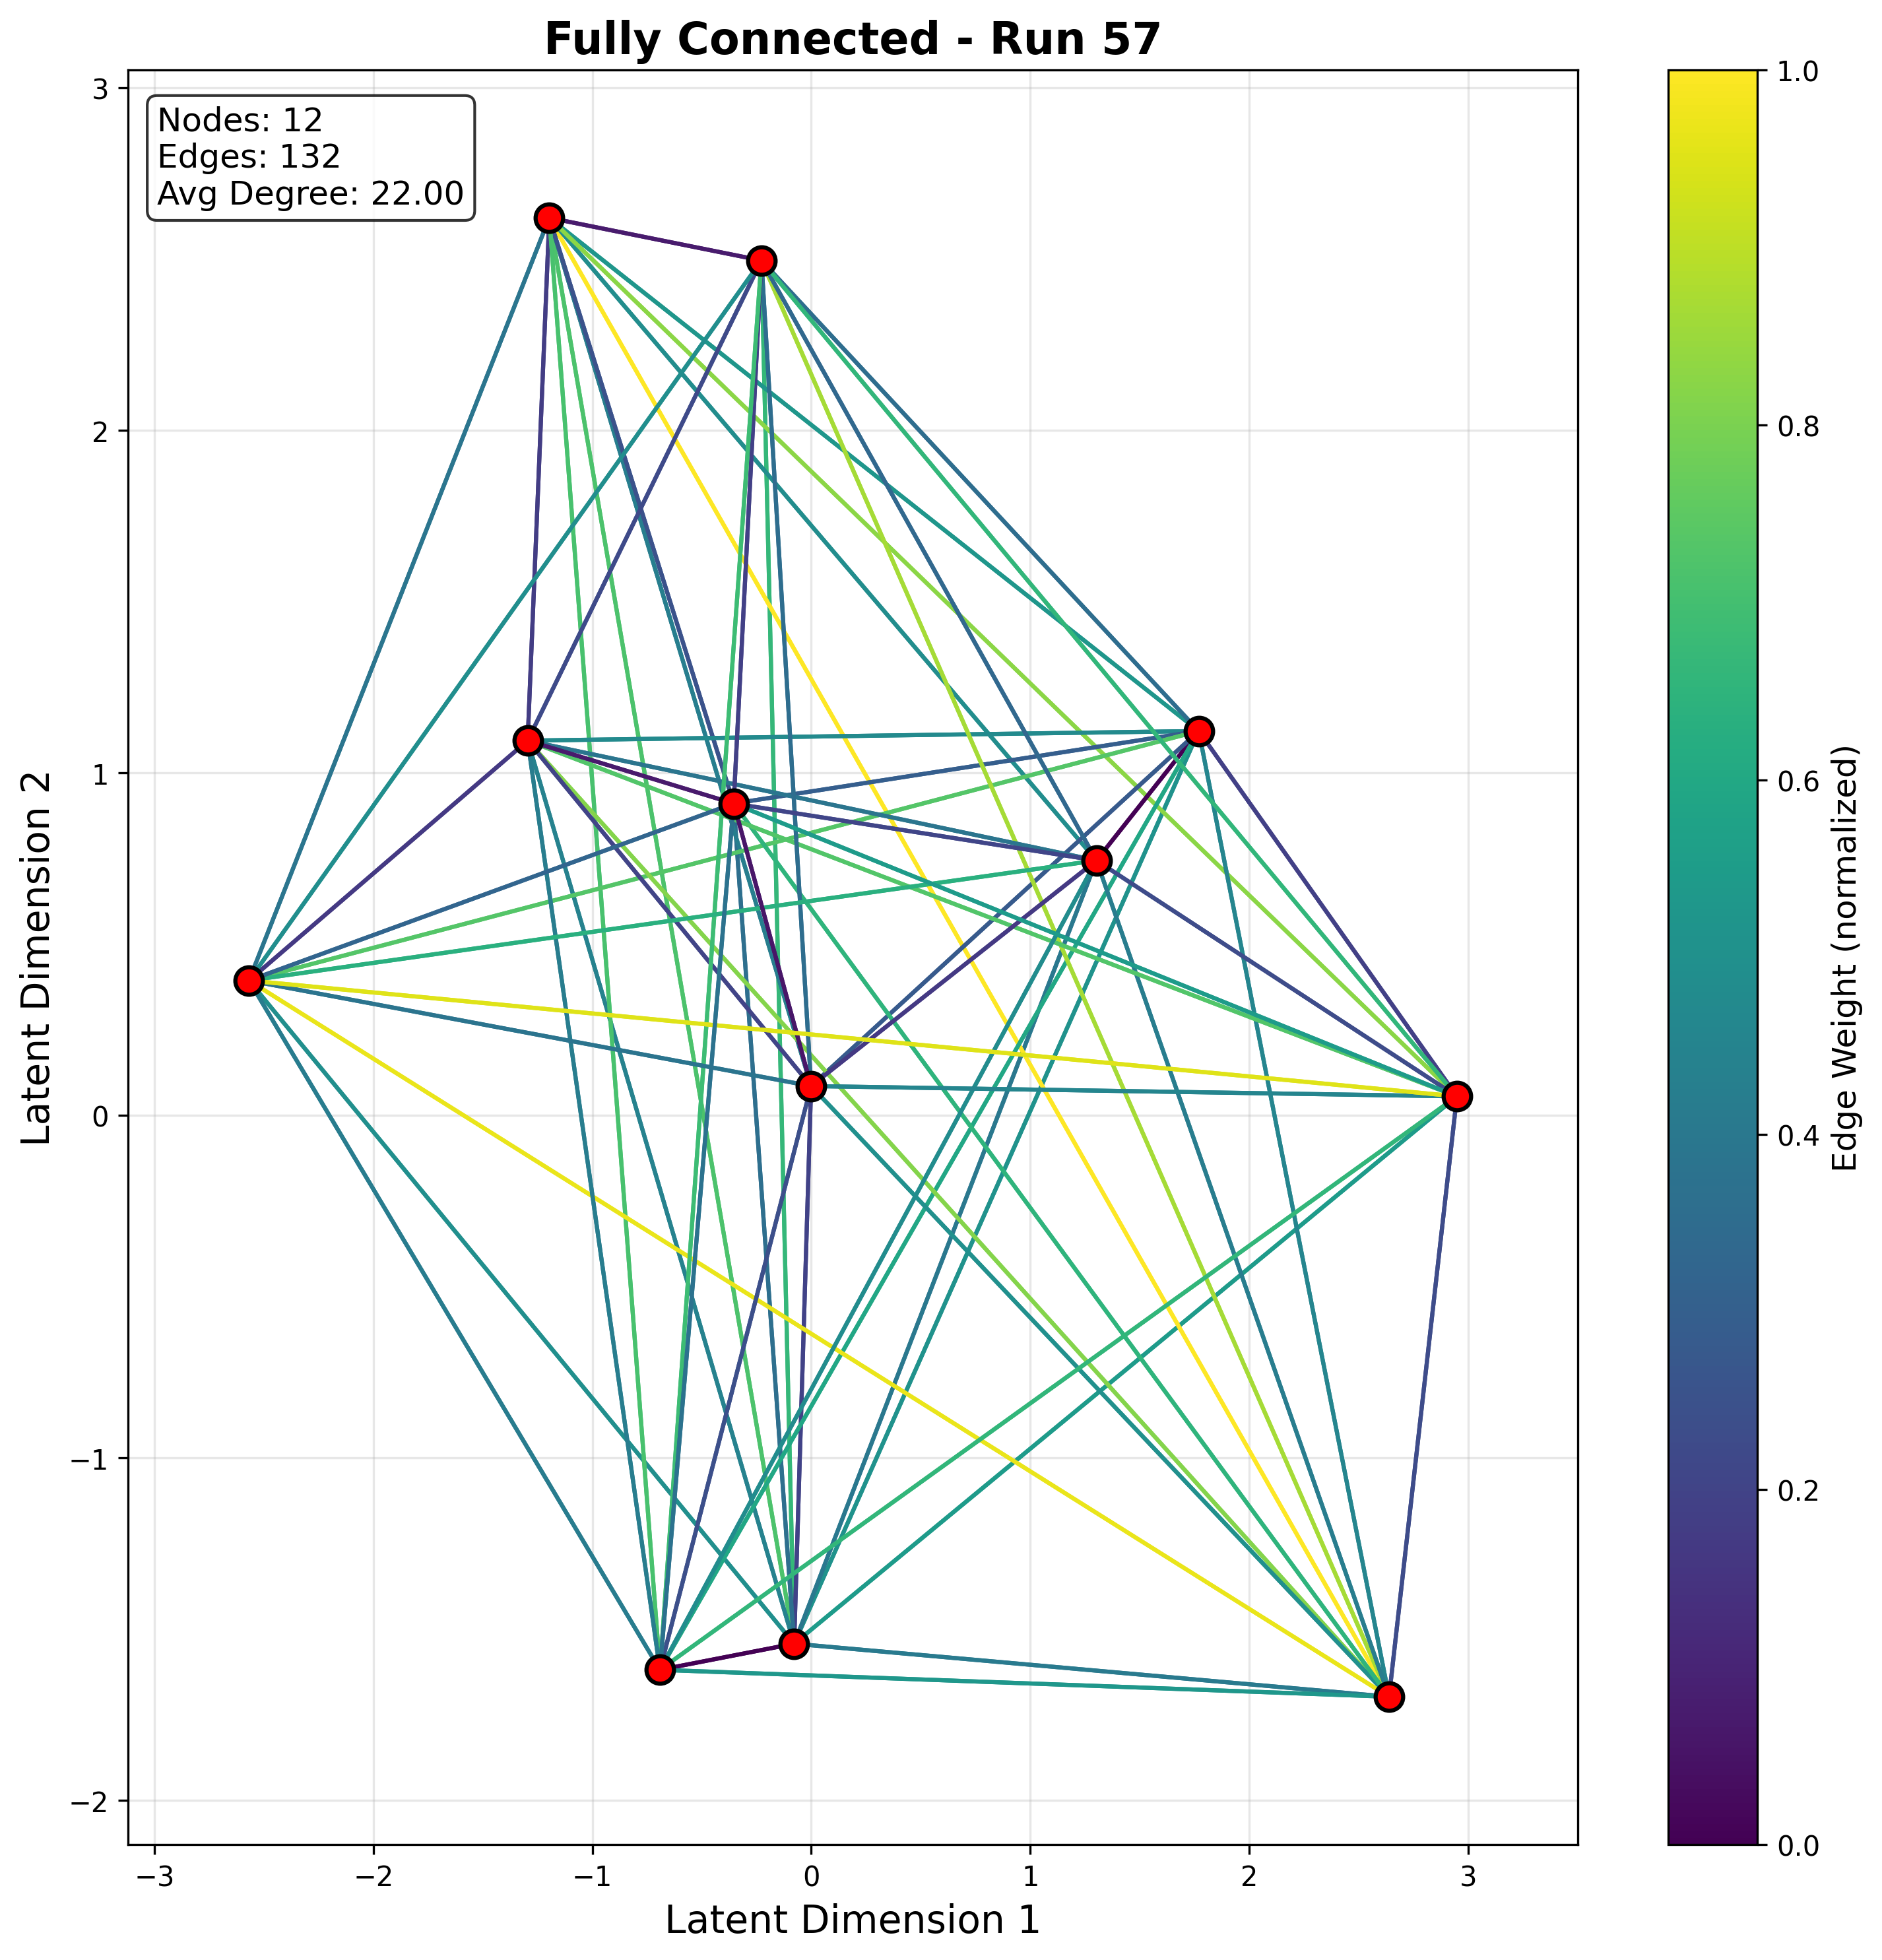 Fully Connected - Run 57
Nodes: 12
Edges: 132
Avg Degree: 22.00
3
2
1
0
−1
−2
Latent Dimension 2
−3
−2
−1
0
1
2
3
Latent Dimension 1
1.0
0.8
0.6
0.4
0.2
0.0
Edge Weight (normalized)